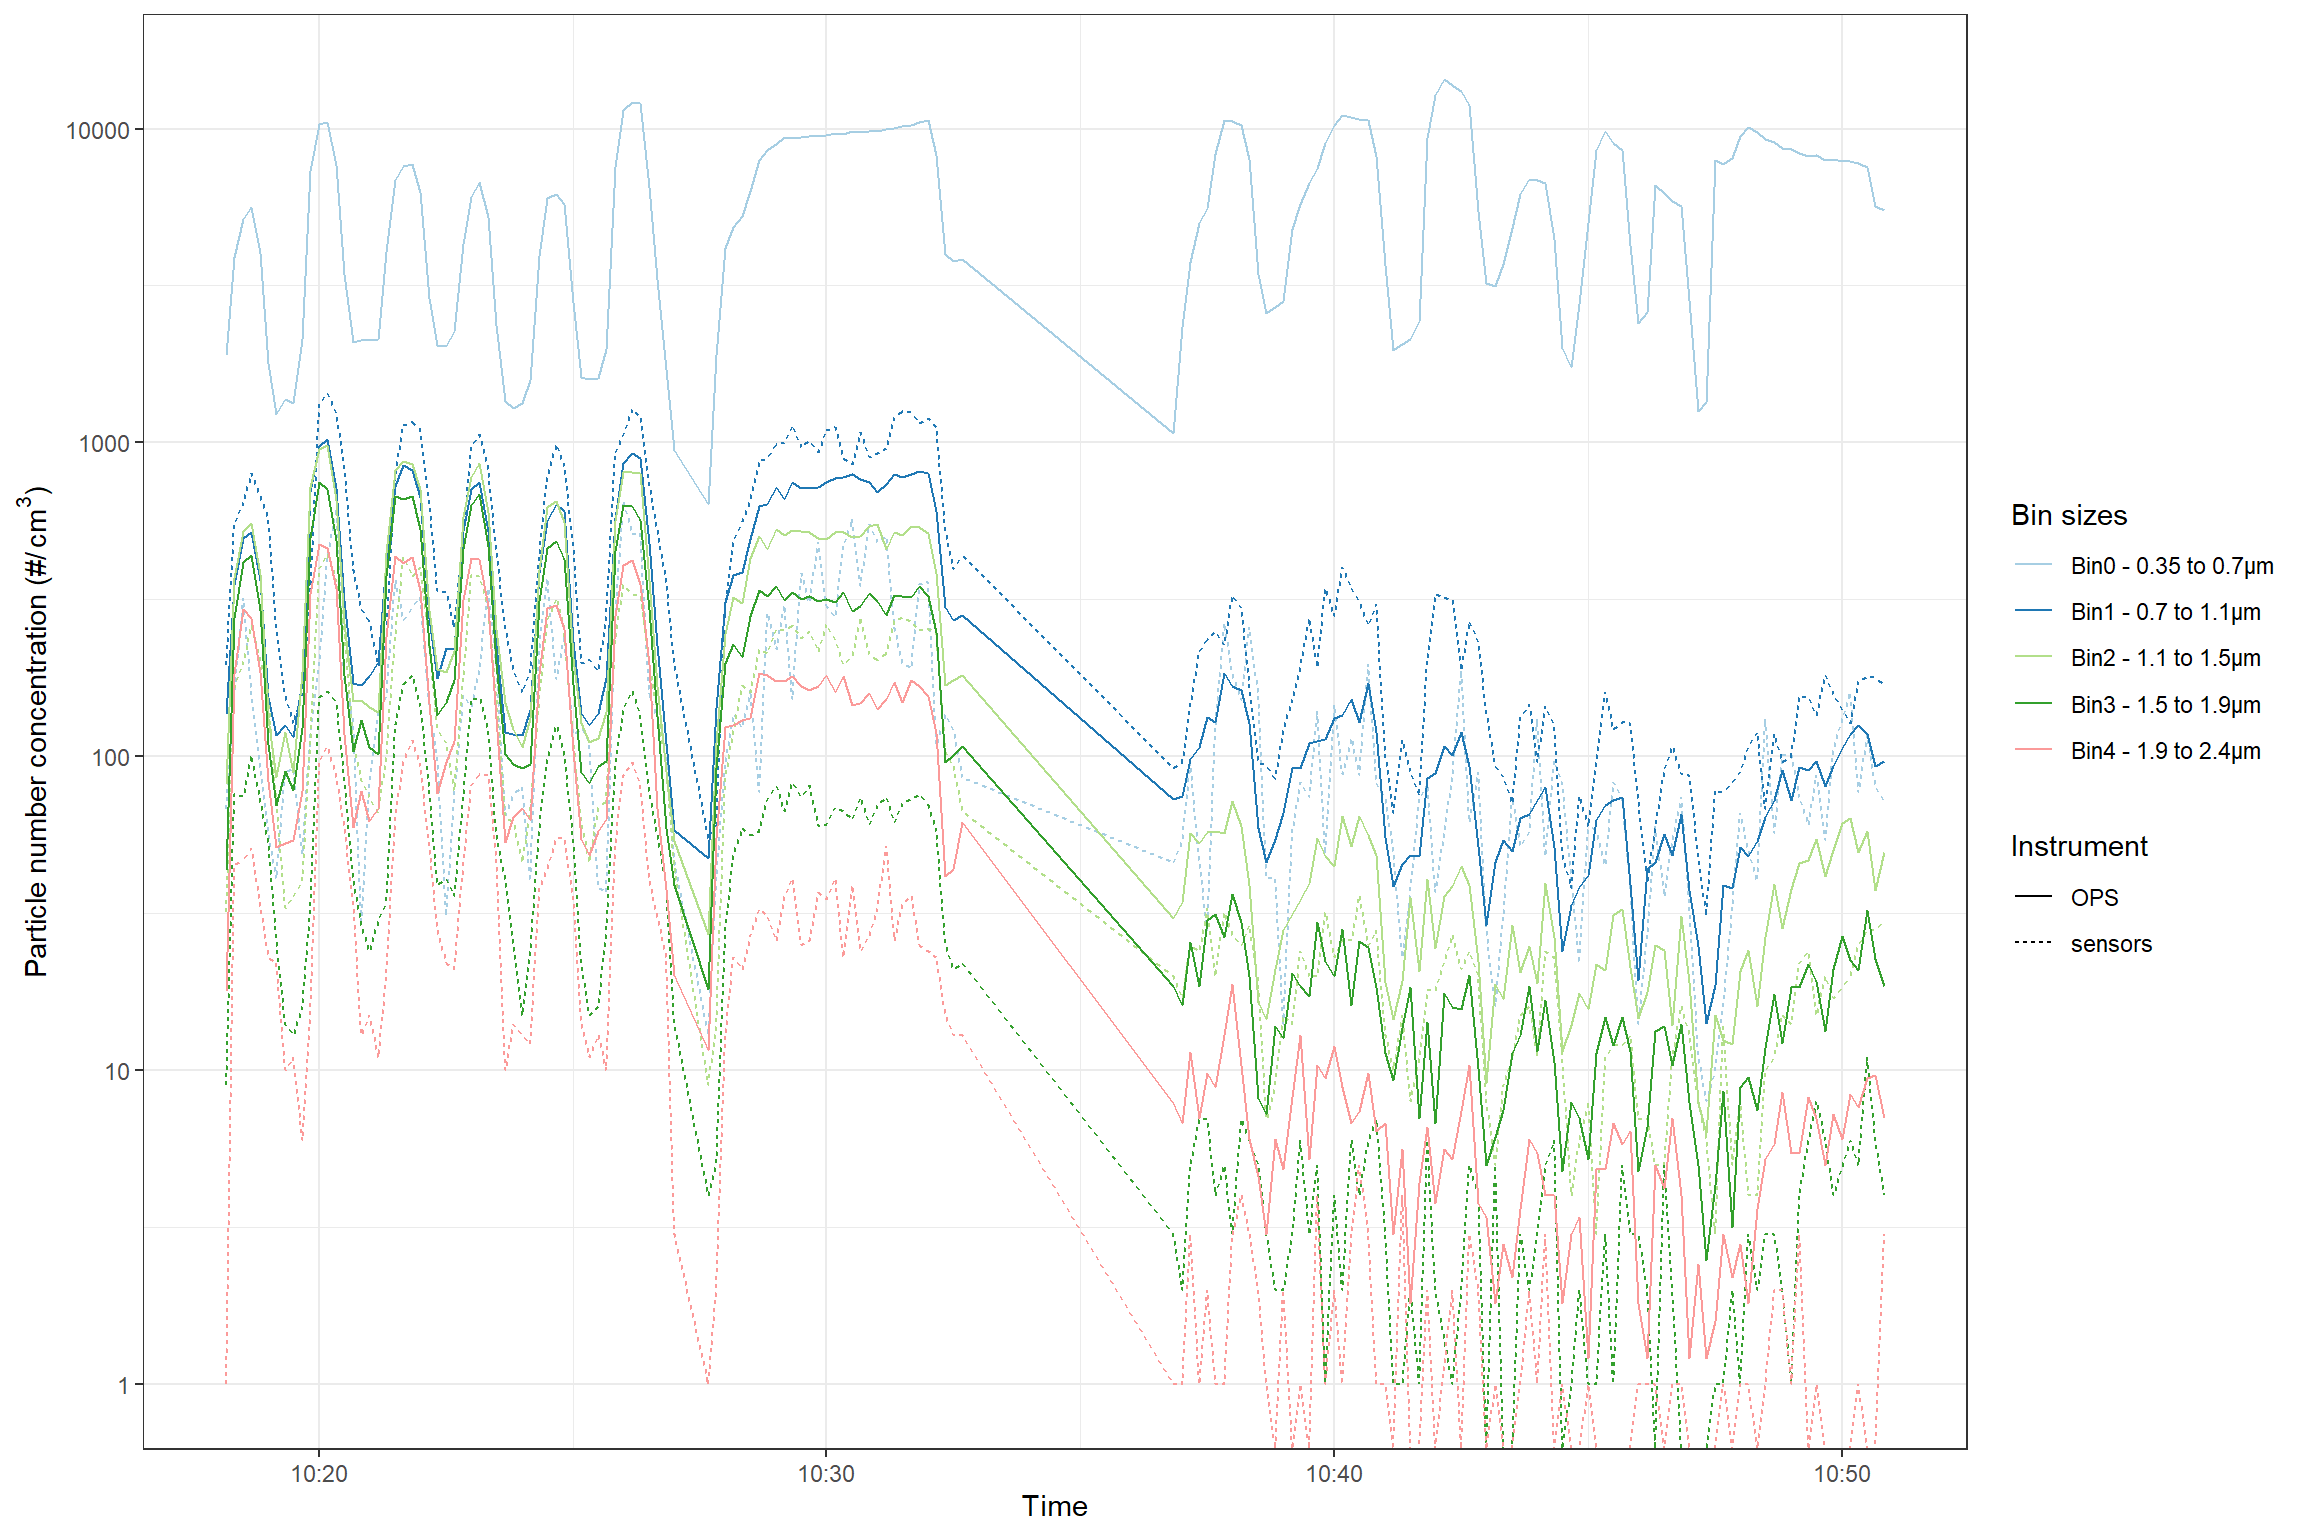 Particle number concentration (#/cm³)
10000
1000
100
10
1
10:20
10:30
10:40
10:50
Time
Bin sizes
Bin0 - 0.35 to 0.7µm
Bin1 - 0.7 to 1.1µm
Bin2 - 1.1 to 1.5µm
Bin3 - 1.5 to 1.9µm
Bin4 - 1.9 to 2.4µm
Instrument
OPS
sensors